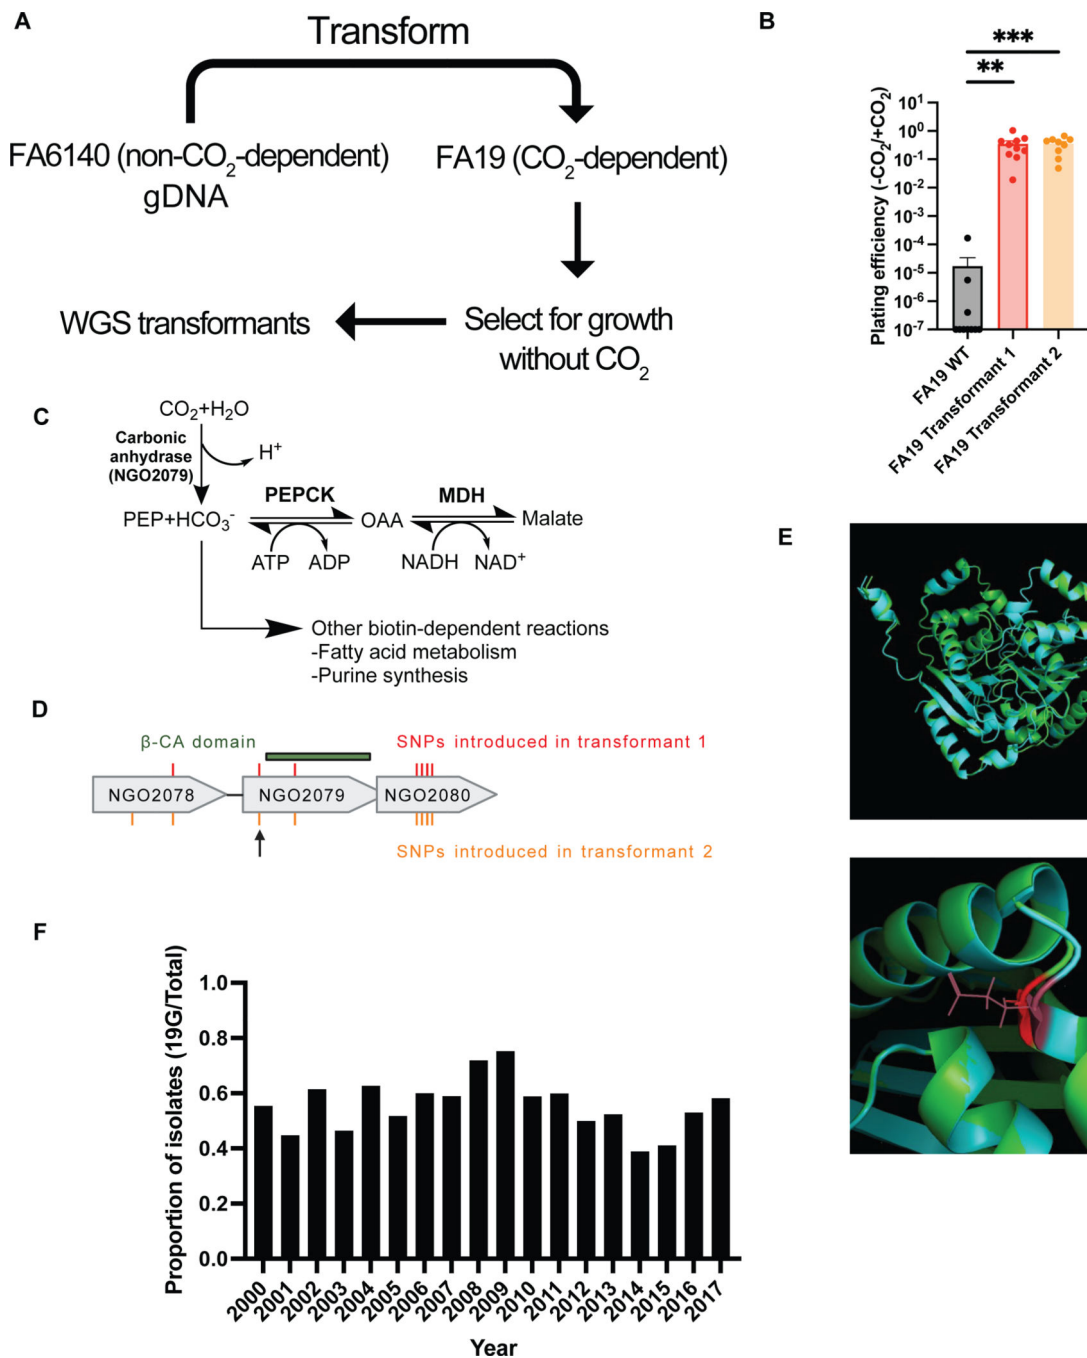 A
Transform
FA6140 (non-CO₂-dependent)
gDNA
FA19 (CO₂-dependent)
Select for growth
without CO₂
WGS transformants
B
***
**
Plating efficiency (-CO₂/+CO₂)
10¹
10⁰
10⁻¹
10⁻²
10⁻³
10⁻⁴
10⁻⁵
10⁻⁶
10⁻⁷
FA19 WT
FA19 Transformant 1
FA19 Transformant 2
C
CO₂+H₂O
Carbonic
anhydrase
(NGO2079)
H⁺
PEP+HCO₃⁻
PEPCK
ATP
ADP
OAA
MDH
NADH
NAD⁺
Malate
Other biotin-dependent reactions
-Fatty acid metabolism
-Purine synthesis
D
β-CA domain
SNPs introduced in transformant 1
NGO2078
NGO2079
NGO2080
SNPs introduced in transformant 2
E
F
Proportion of isolates (19G/Total)
1.0
0.8
0.6
0.4
0.2
0.0
2000
2001
2002
2003
2004
2005
2006
2007
2008
2009
2010
2011
2012
2013
2014
2015
2016
2017
Year